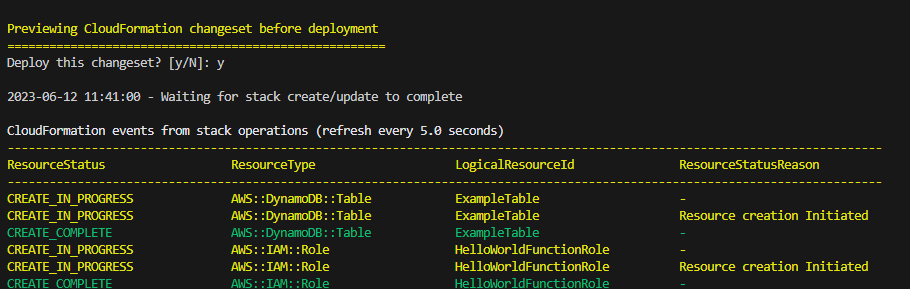 Previewing CloudFormation changeset before deployment
======================================================
Deploy this changeset? [y/N]: y
2023-06-12 11:41:00 - Waiting for stack create/update to complete
CloudFormation events from stack operations (refresh every 5.0 seconds)
-----------------------------------------------------------------------------------------------------------------------------
ResourceStatus ResourceType LogicalResourceId ResourceStatusReason
-----------------------------------------------------------------------------------------------------------------------------
CREATE_IN_PROGRESS AWS::DynamoDB::Table ExampleTable -
CREATE_IN_PROGRESS AWS::DynamoDB::Table ExampleTable Resource creation Initiated
CREATE_COMPLETE AWS::DynamoDB::Table ExampleTable -
CREATE_IN_PROGRESS AWS::IAM::Role HelloWorldFunctionRole -
CREATE_IN_PROGRESS AWS::IAM::Role HelloWorldFunctionRole Resource creation Initiated
CREATE_COMPLETE AWS::IAM::Role HelloWorldFunctionRole -